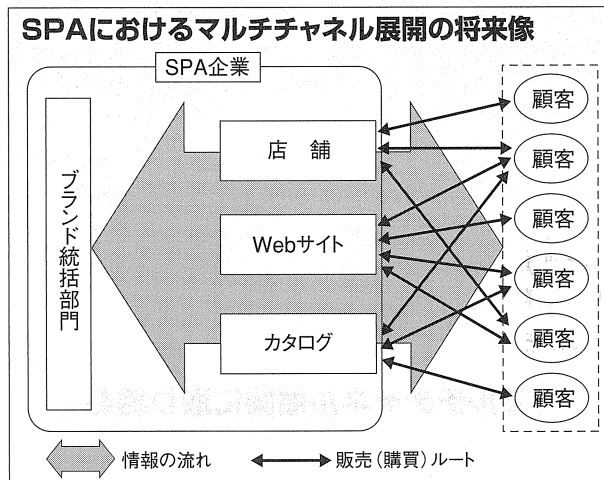 SPAにおけるマルチチャネル展開の将来像
SPA企業
ブランド統括部門
店 舗
Webサイト
カタログ
顧客
顧客
顧客
顧客
顧客
顧客
情報の流れ
販売（購買）ルート